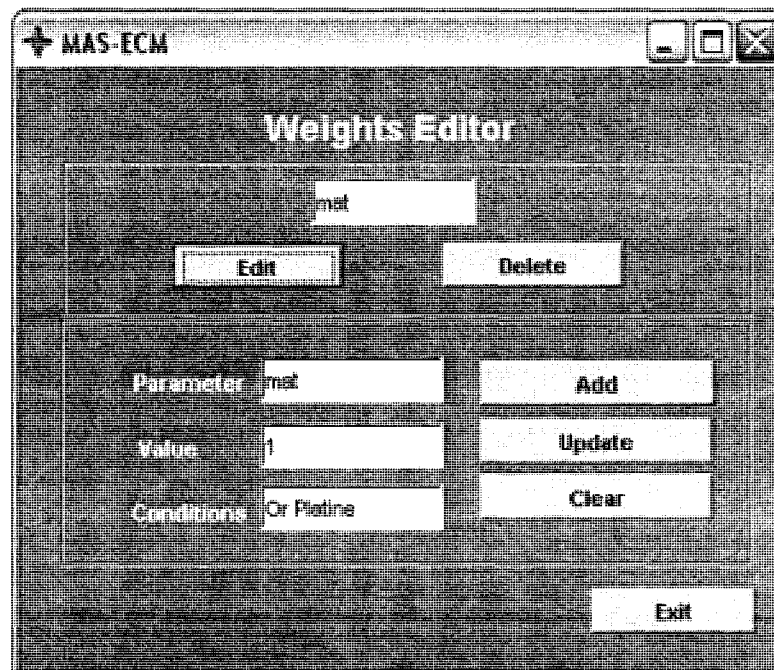 MAS-ECM
Weights Editor
mat
Edit
Delete
Parameter
mat
Add
Value
1
Update
Conditions
Or Platine
Clear
Exit